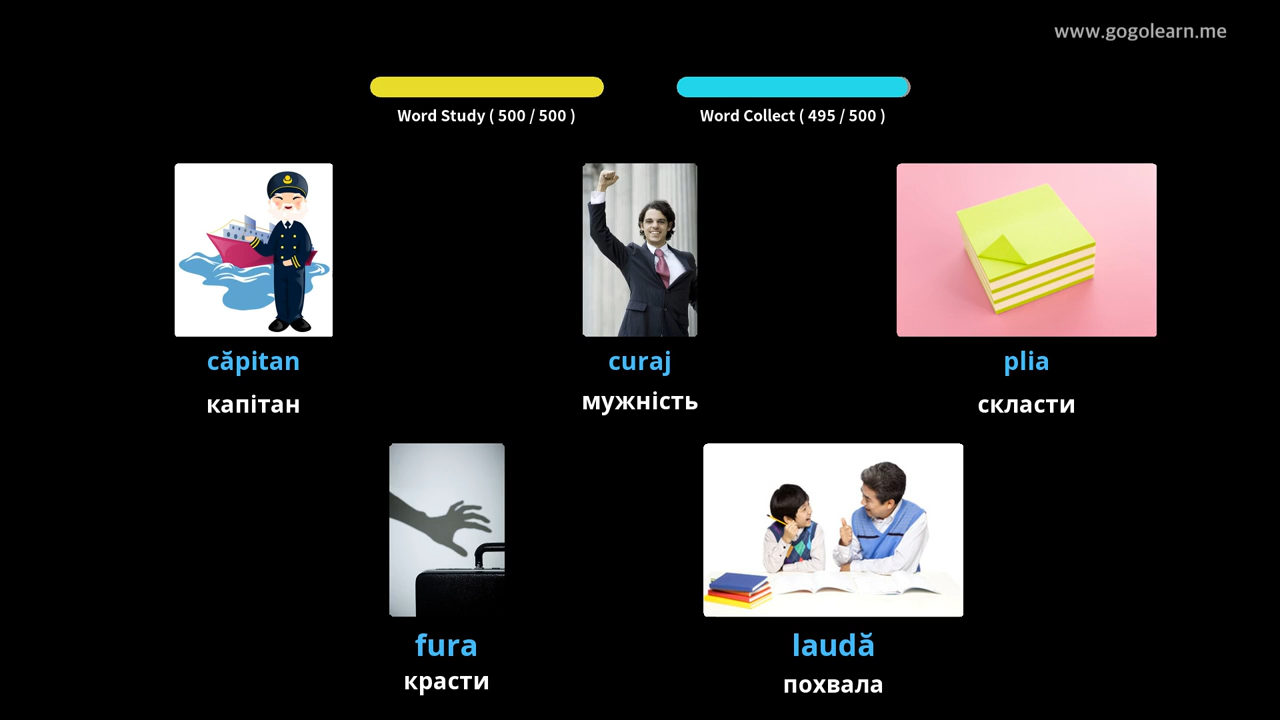 www.gogolearn.me
Word Study ( 500 / 500 )
Word Collect ( 495 / 500 )
căpitan
curaj
plia
капітан
мужність
скласти
fura
laudă
красти
похвала